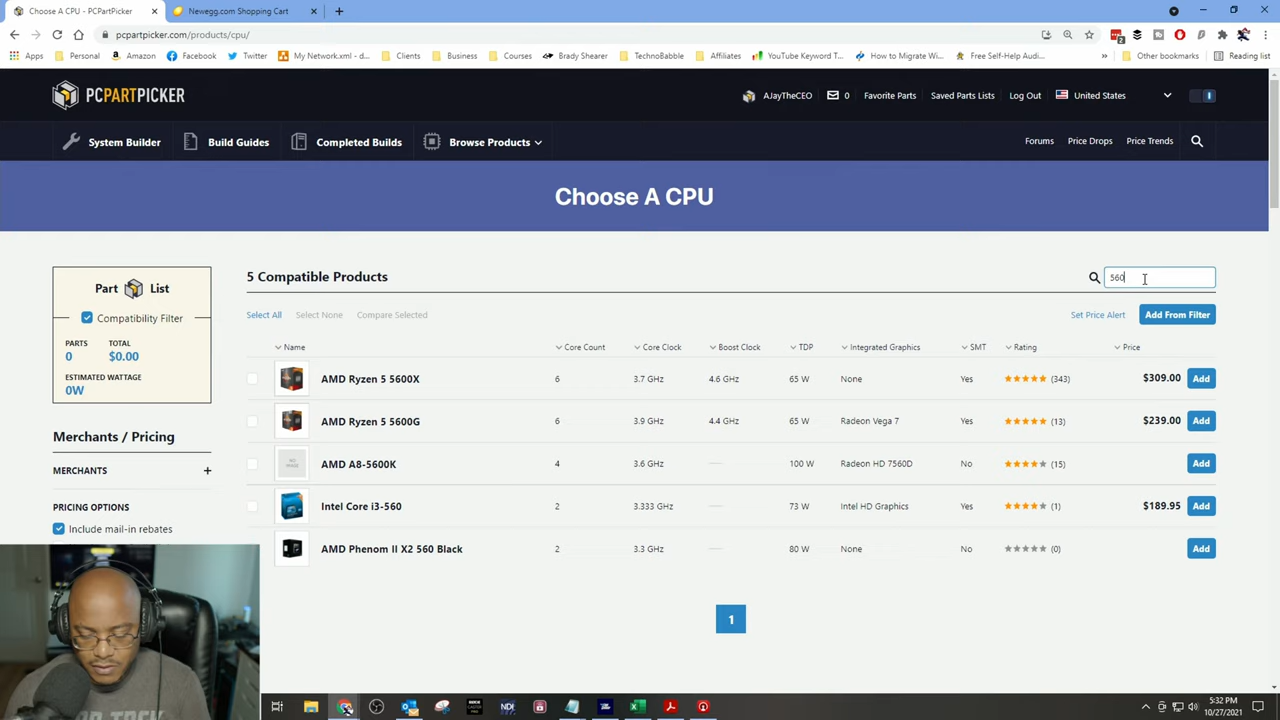 Choose A CPU - PCPartPicker
Newegg.com Shopping Cart
pcpartpicker.com/products/cpu/
Apps
Personal
Amazon
Facebook
Twitter
My Network.xml - d...
Clients
Business
Courses
Brady Shearer
TechnoBabble
Affiliates
YouTube Keyword T...
How to Migrate Wi...
Free Self-Help Audi...
Other bookmarks
Reading list
PCPARTPICKER
AJayTheCEO
0
Favorite Parts
Saved Parts Lists
Log Out
United States
System Builder
Build Guides
Completed Builds
Browse Products
Forums
Price Drops
Price Trends
Choose A CPU
Part List
Compatibility Filter
PARTS TOTAL
0 $0.00
ESTIMATED WATTAGE
0W
Merchants / Pricing
MERCHANTS +
PRICING OPTIONS
Include mail-in rebates
5 Compatible Products
560
Select All
Select None
Compare Selected
Set Price Alert
Add From Filter
Name Core Count Core Clock Boost Clock TDP Integrated Graphics SMT Rating Price
AMD Ryzen 5 5600X 6 3.7 GHz 4.6 GHz 65 W None Yes (343) $309.00 Add
AMD Ryzen 5 5600G 6 3.9 GHz 4.4 GHz 65 W Radeon Vega 7 Yes (13) $239.00 Add
AMD A8-5600K 4 3.6 GHz 100 W Radeon HD 7560D No (15) Add
Intel Core i3-560 2 3.333 GHz 73 W Intel HD Graphics Yes (1) $189.95 Add
AMD Phenom II X2 560 Black 2 3.3 GHz 80 W None No (0) Add
1
5:32 PM
10/27/2021